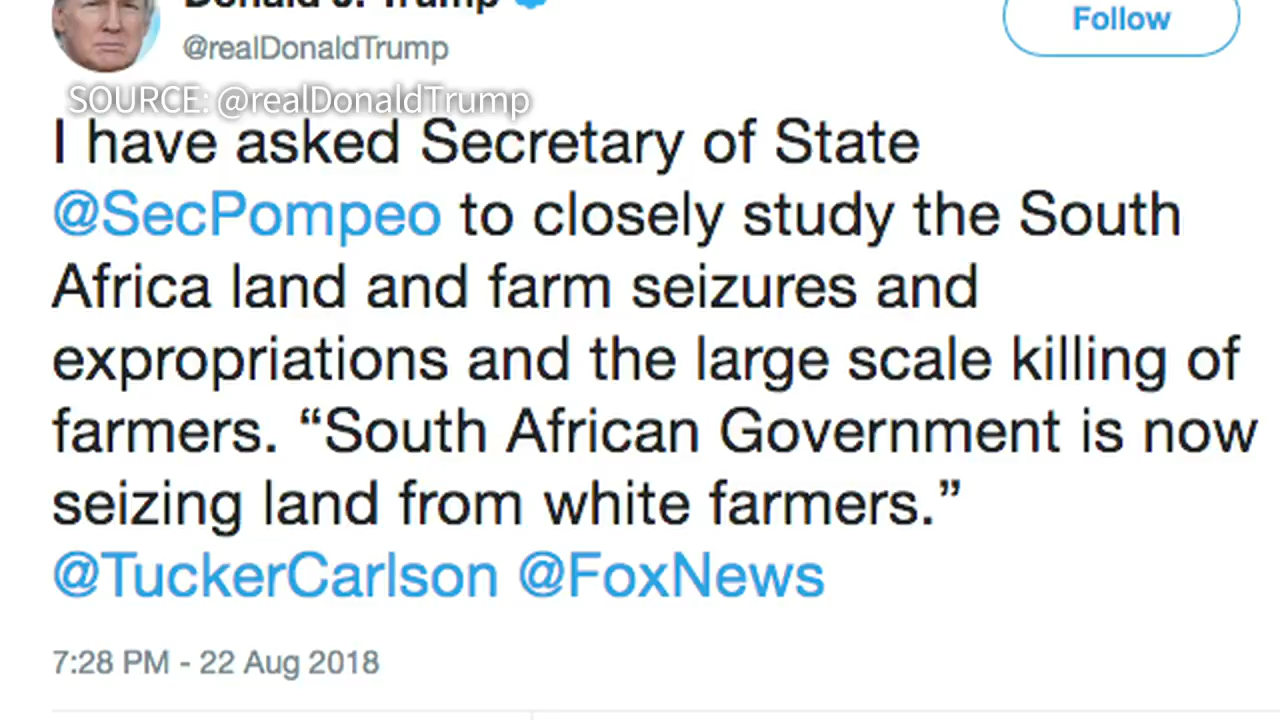 Donald J. Trump
@realDonaldTrump
Follow
SOURCE: @realDonaldTrump
I have asked Secretary of State
@SecPompeo to closely study the South
Africa land and farm seizures and
expropriations and the large scale killing of
farmers. “South African Government is now
seizing land from white farmers.”
@TuckerCarlson @FoxNews
7:28 PM - 22 Aug 2018